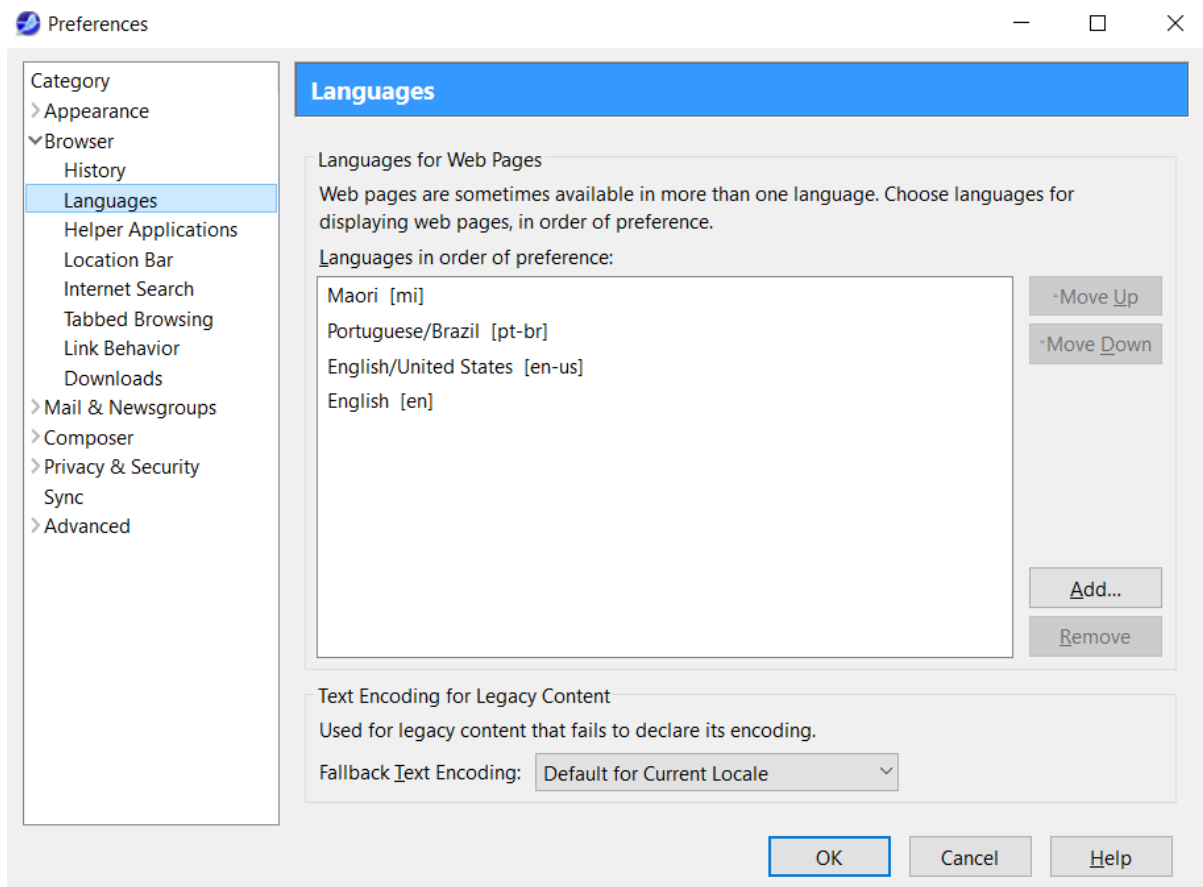 Preferences
Category
Appearance
Browser
History
Languages
Helper Applications
Location Bar
Internet Search
Tabbed Browsing
Link Behavior
Downloads
Mail & Newsgroups
Composer
Privacy & Security
Sync
Advanced
Languages
Languages for Web Pages
Web pages are sometimes available in more than one language. Choose languages for
displaying web pages, in order of preference.
Languages in order of preference:
Maori [mi]
Portuguese/Brazil [pt-br]
English/United States [en-us]
English [en]
Move Up
Move Down
Add...
Remove
Text Encoding for Legacy Content
Used for legacy content that fails to declare its encoding.
Fallback Text Encoding: Default for Current Locale
OK Cancel Help